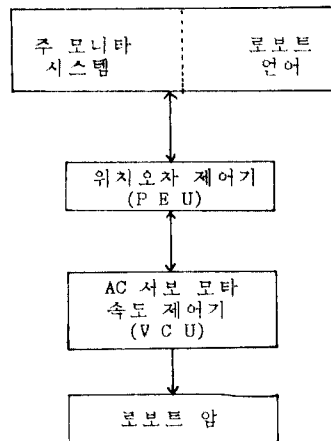 주 모니타
시스템
로보트
언어
위치오차 제어기
(P E U)
AC 서보 모타
속도 제어기
(V C U)
로보트 암